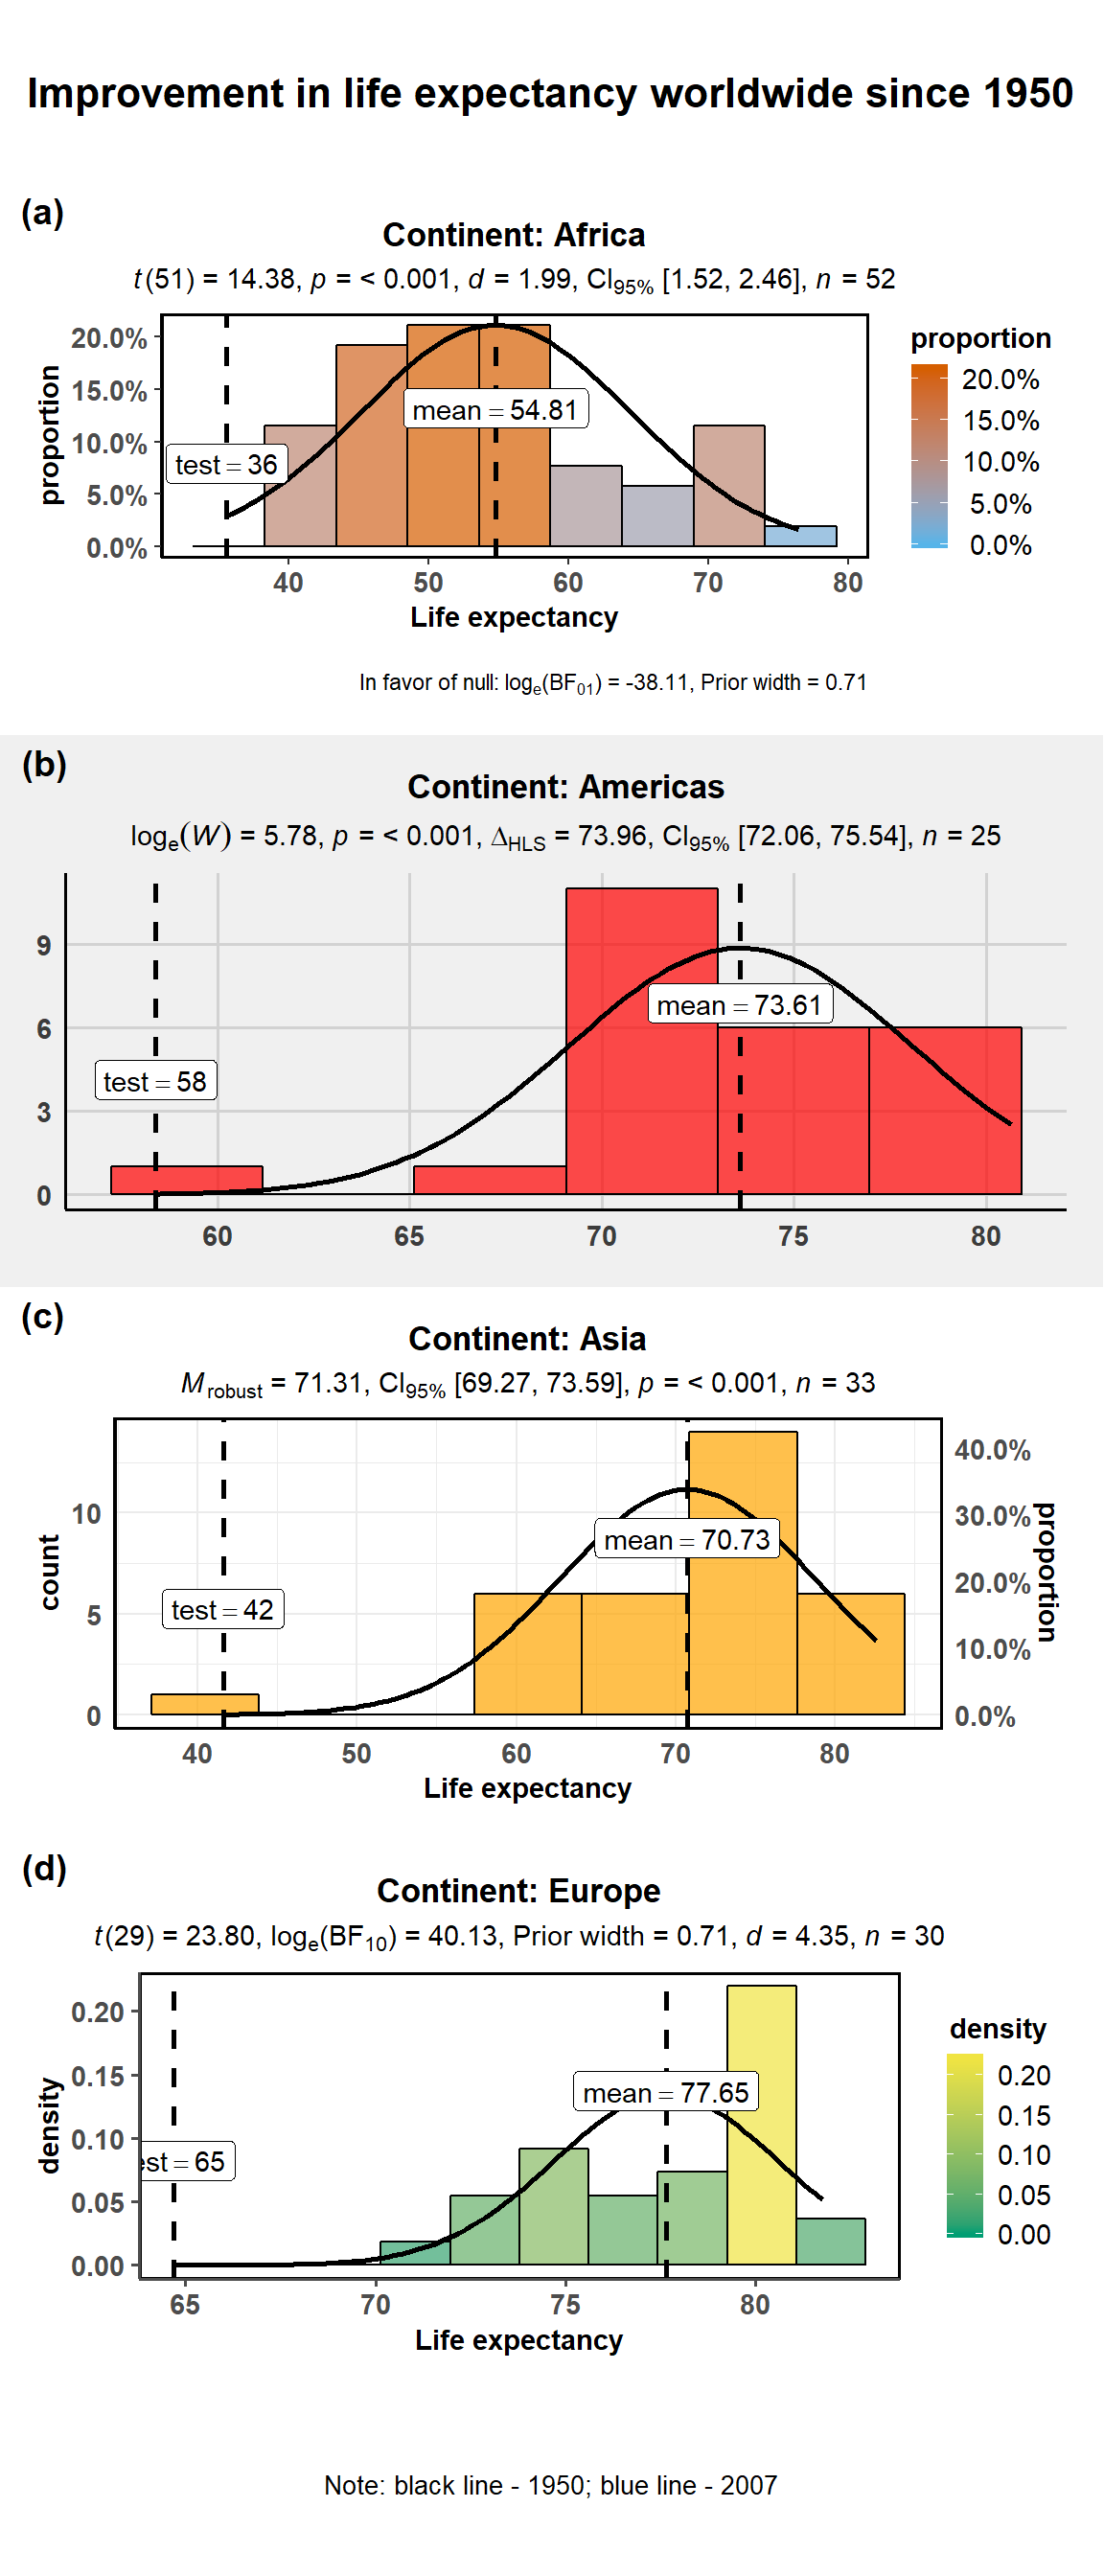 Improvement in life expectancy worldwide since 1950
(a)
Continent: Africa
t(51) = 14.38, p = < 0.001, d = 1.99, CI95% [1.52, 2.46], n = 52
proportion
20.0%
15.0%
10.0%
5.0%
0.0%
test = 36
mean = 54.81
40 50 60 70 80
Life expectancy
proportion
20.0%
15.0%
10.0%
5.0%
0.0%
In favor of null: loge(BF01) = -38.11, Prior width = 0.71
(b)
Continent: Americas
loge(W) = 5.78, p = < 0.001, ΔHLS = 73.96, CI95% [72.06, 75.54], n = 25
9
6
3
0
mean = 73.61
test = 58
60 65 70 75 80
(c)
Continent: Asia
Mrobust = 71.31, CI95% [69.27, 73.59], p = < 0.001, n = 33
count
10
5
0
mean = 70.73
test = 42
40.0%
30.0%
20.0%
10.0%
0.0%
proportion
40 50 60 70 80
Life expectancy
(d)
Continent: Europe
t(29) = 23.80, loge(BF10) = 40.13, Prior width = 0.71, d = 4.35, n = 30
density
0.20
0.15
0.10
0.05
0.00
mean = 77.65
est = 65
65 70 75 80
Life expectancy
density
0.20
0.15
0.10
0.05
0.00
Note: black line - 1950; blue line - 2007